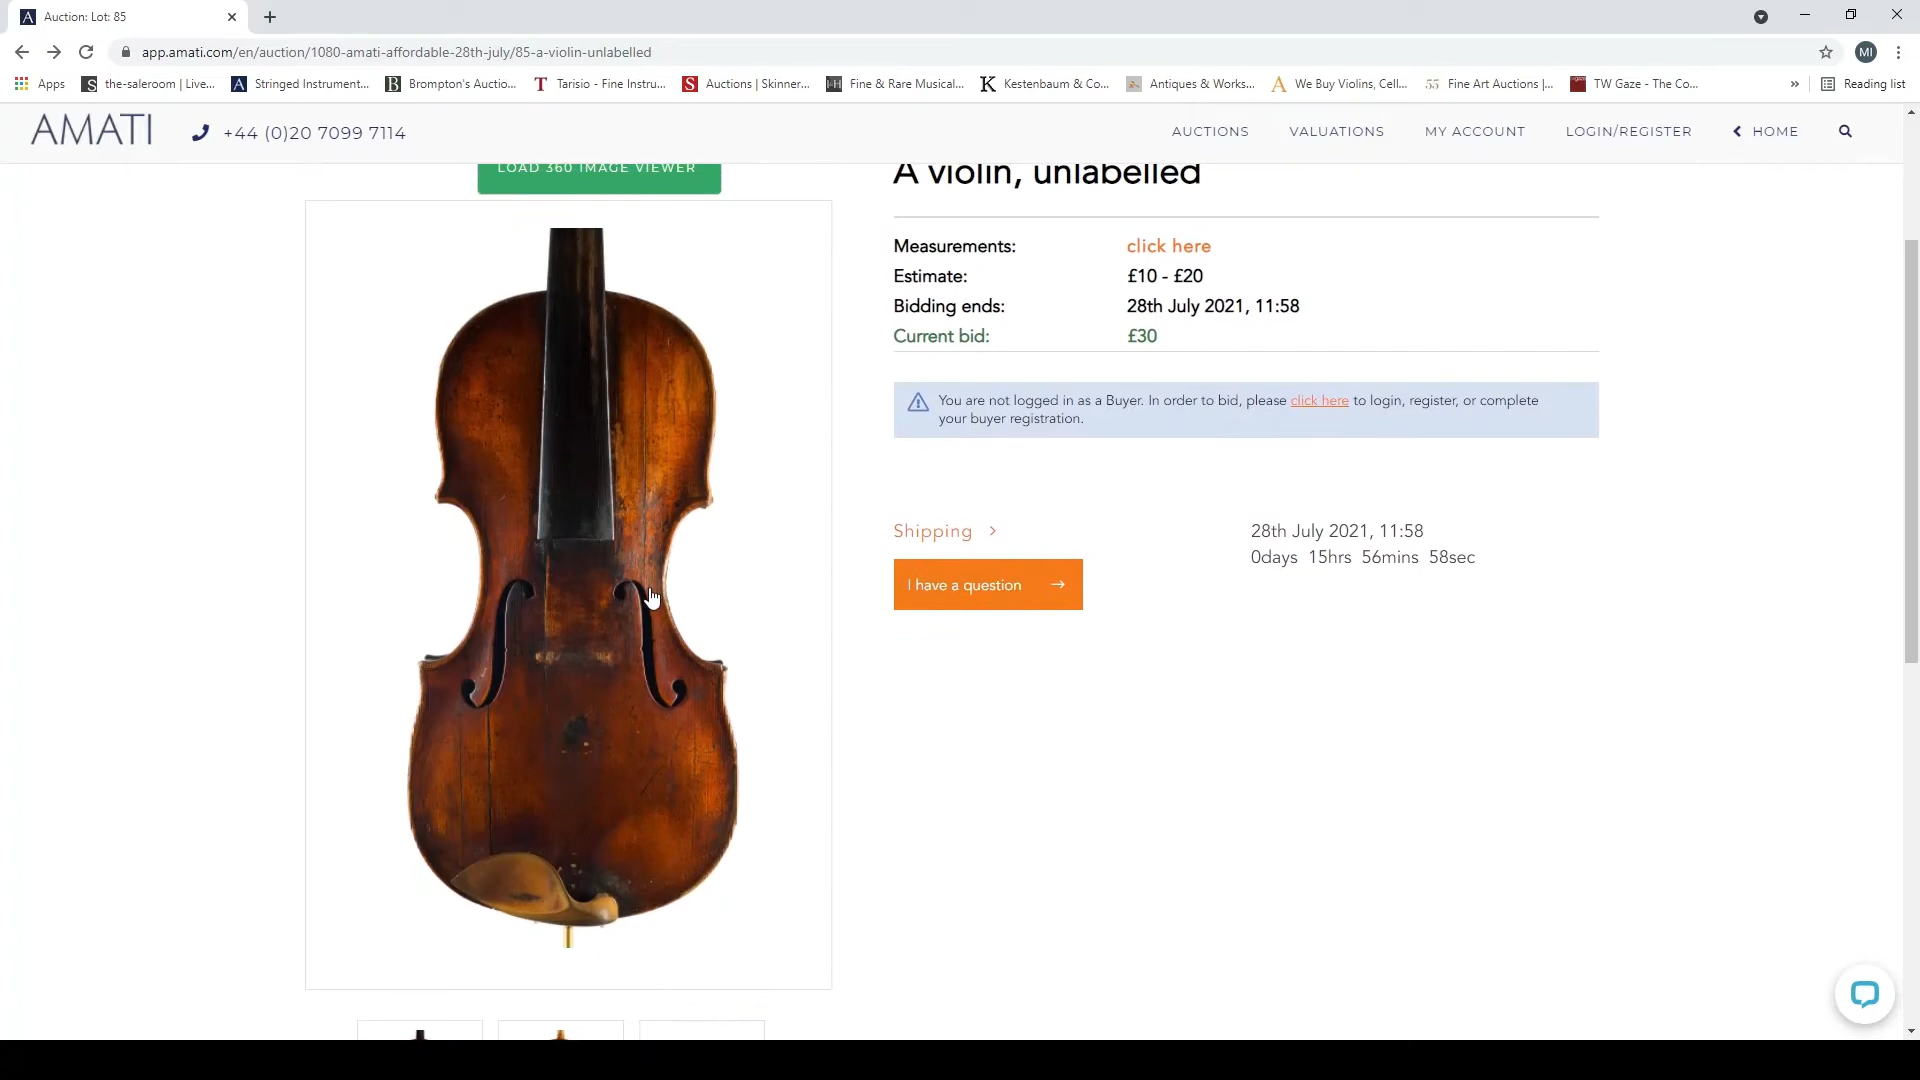 Auction: Lot: 85
app.amati.com/en/auction/1080-amati-affordable-28th-july/85-a-violin-unlabelled
MI
Apps
the-saleroom | Live...
Stringed Instrument...
Brompton's Auctio...
Tarisio - Fine Instru...
Auctions | Skinner...
Fine & Rare Musical...
Kestenbaum & Co...
Antiques & Works...
We Buy Violins, Cell...
Fine Art Auctions |...
TW Gaze - The Co...
»
Reading list
AMATI
+44 (0)20 7099 7114
AUCTIONS
VALUATIONS
MY ACCOUNT
LOGIN/REGISTER
HOME
LOAD 360 IMAGE VIEWER
A violin, unlabelled
Measurements: click here
Estimate: £10 - £20
Bidding ends: 28th July 2021, 11:58
Current bid: £30
You are not logged in as a Buyer. In order to bid, please click here to login, register, or complete
your buyer registration.
Shipping >
28th July 2021, 11:58
0days 15hrs 56mins 58sec
I have a question →